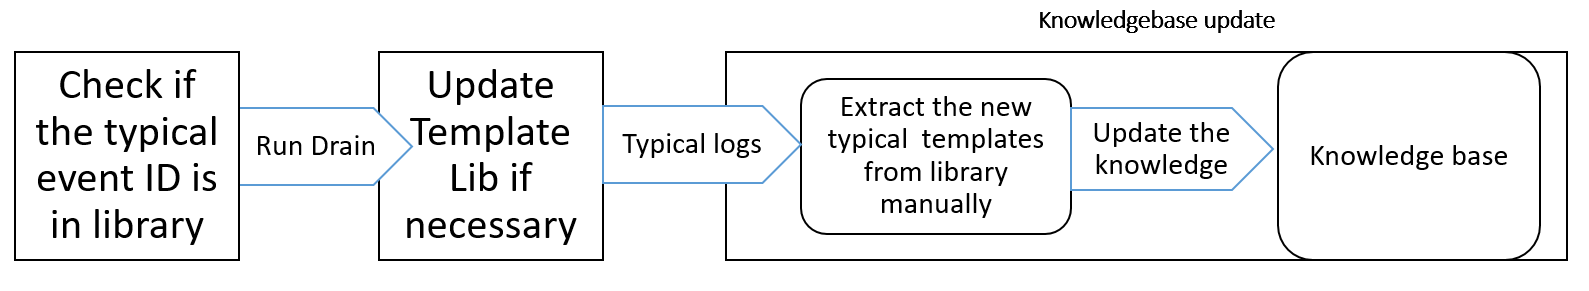 Knowledgebase update
Check if
the typical
event ID is
in library
Run Drain
Update
Template
Lib if
necessary
Typical logs
Extract the new
typical templates
from library
manually
Update the
knowledge
Knowledge base